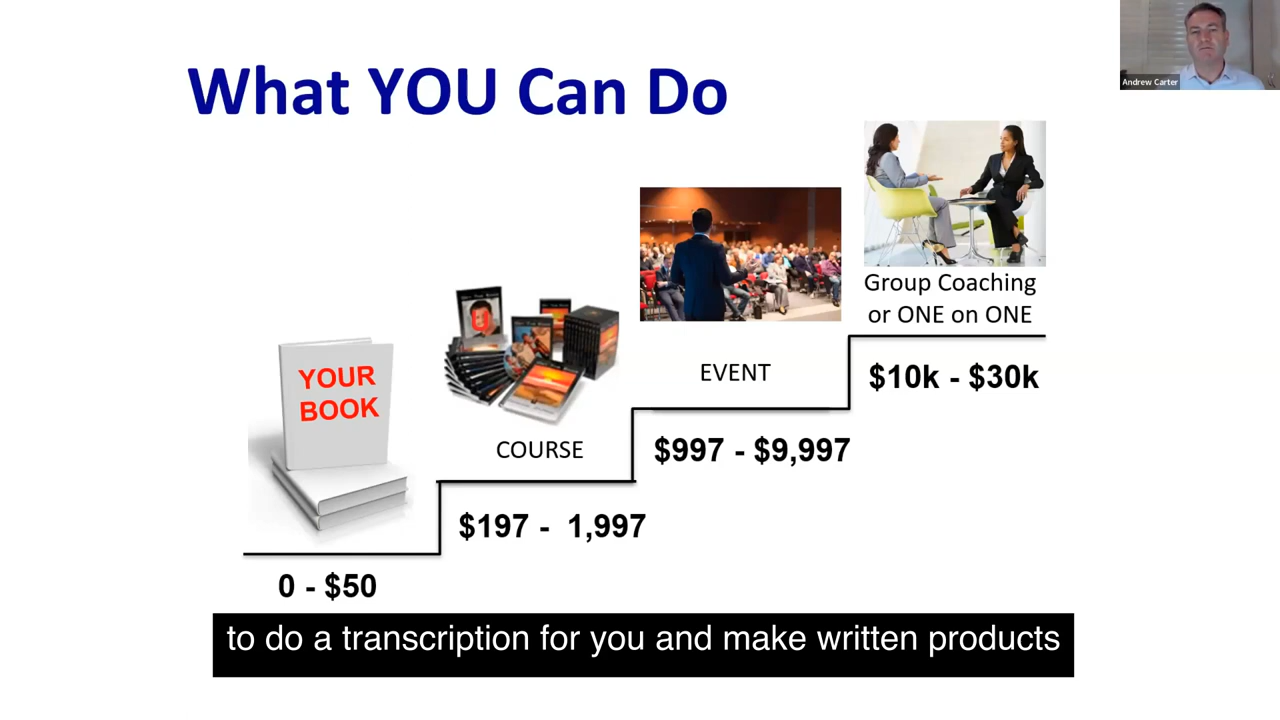 What YOU Can Do
Andrew Carter
Group Coaching
or ONE on ONE
$10k - $30k
EVENT
$997 - $9,997
COURSE
$197 -  1,997
YOUR
BOOK
0 - $50
to do a transcription for you and make written products